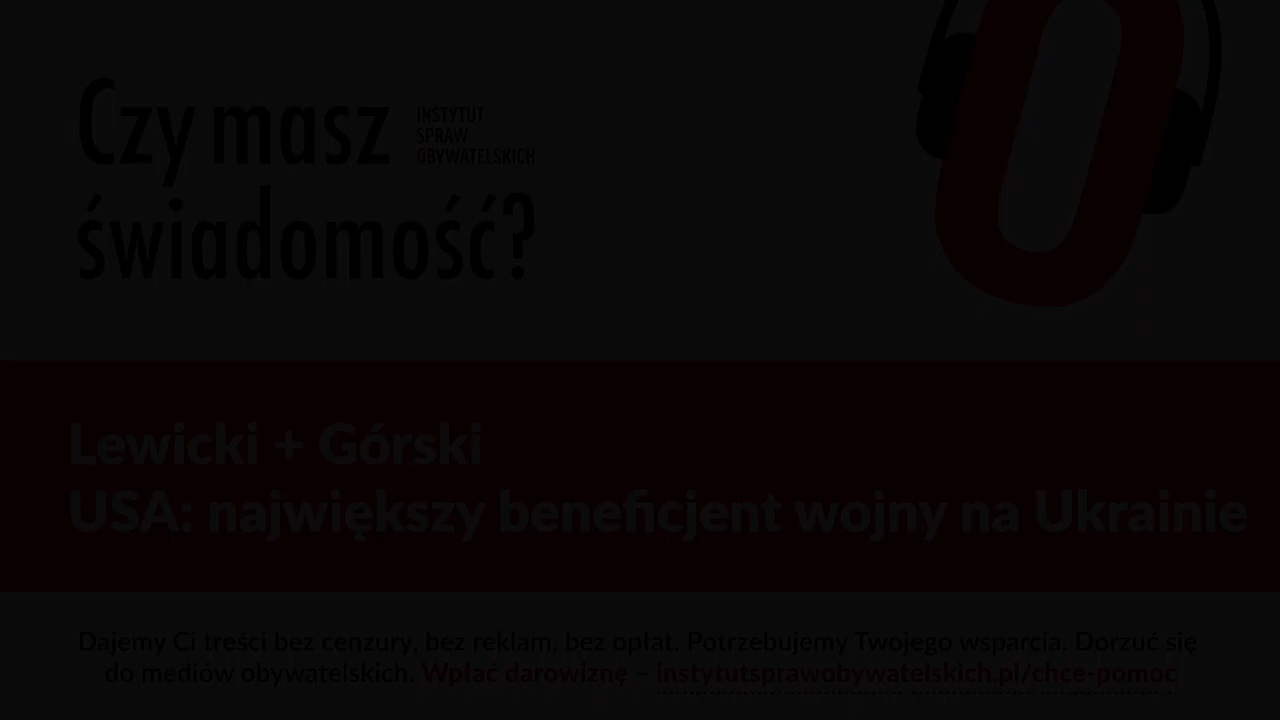 Czy masz
INSTYTUT
SPRAW
OBYWATELSKICH
świadomość?
Lewicki + Górski
USA: największy beneficjent wojny na Ukrainie
Dajemy Ci treści bez cenzury, bez reklam, bez opłat. Potrzebujemy Twojego wsparcia. Dorzuć się
do mediów obywatelskich. Wpłać darowiznę – instytutsprawobywatelskich.pl/chce-pomoc